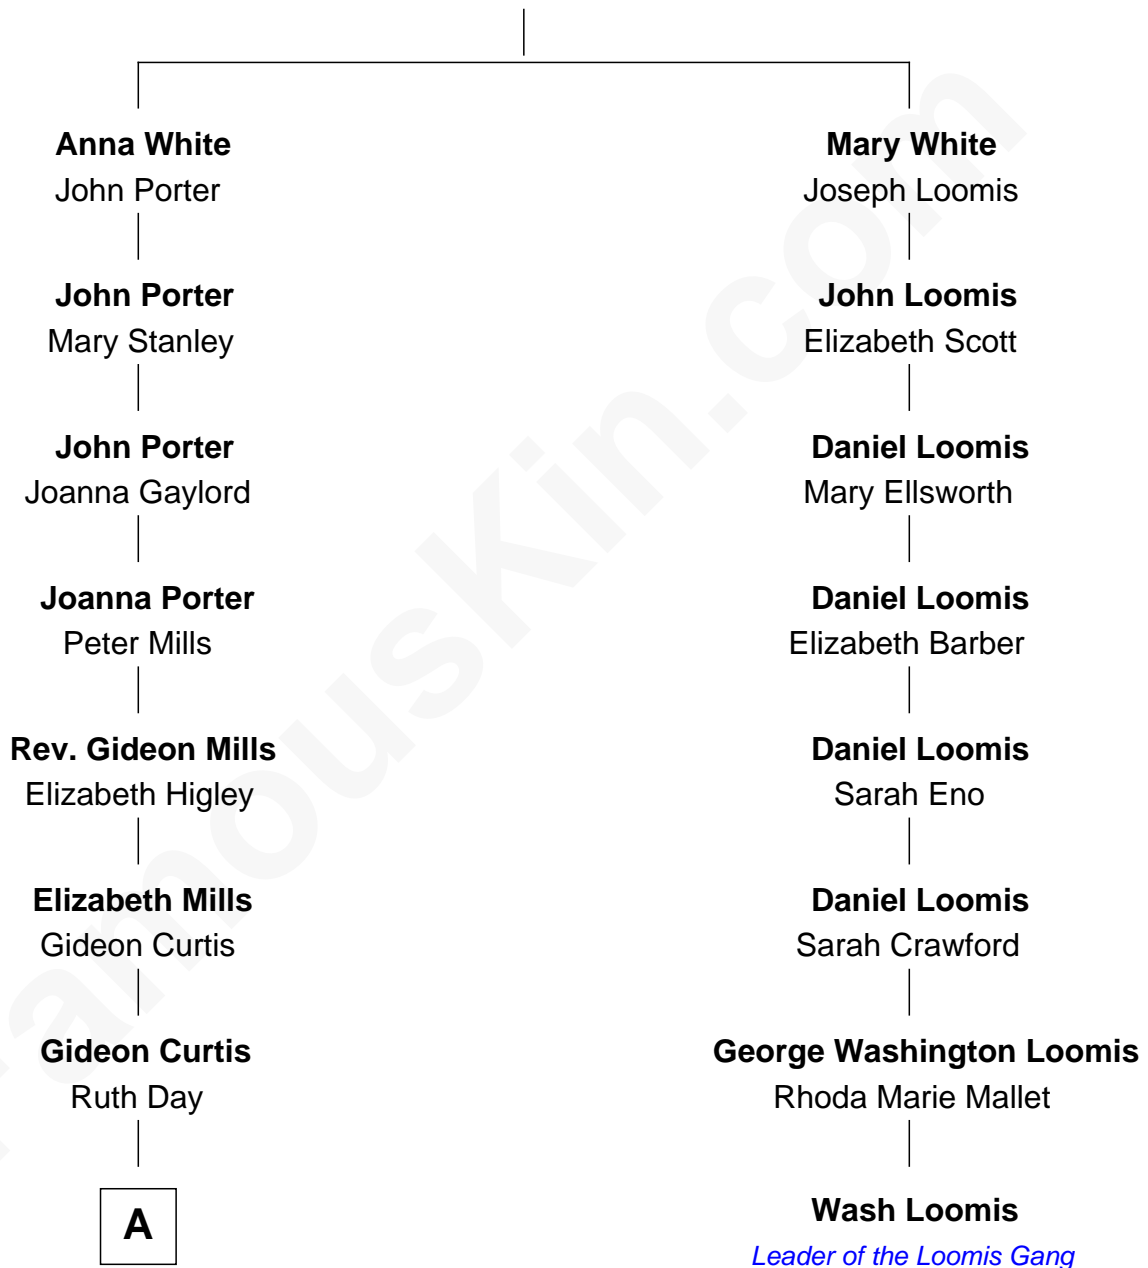 Anna White
John Porter
John Porter
Mary Stanley
John Porter
Joanna Gaylord
Joanna Porter
Peter Mills
Rev. Gideon Mills
Elizabeth Higley
Elizabeth Mills
Gideon Curtis
Gideon Curtis
Ruth Day
A
Mary White
Joseph Loomis
John Loomis
Elizabeth Scott
Daniel Loomis
Mary Ellsworth
Daniel Loomis
Elizabeth Barber
Daniel Loomis
Sarah Eno
Daniel Loomis
Sarah Crawford
George Washington Loomis
Rhoda Marie Mallet
Wash Loomis
Leader of the Loomis Gang
FamousKin.com